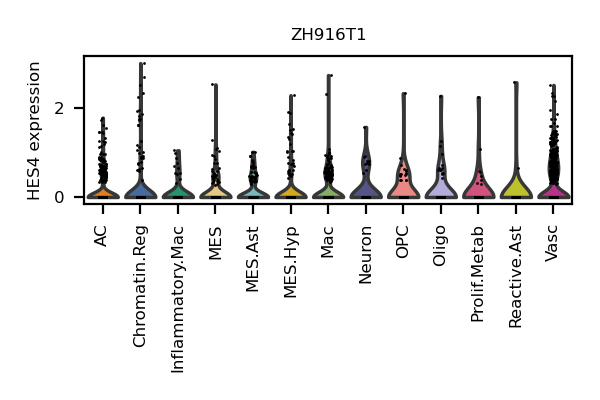 ZH916T1
HES4 expression
2
0
AC
Chromatin.Reg
Inflammatory.Mac
MES
MES.Ast
MES.Hyp
Mac
Neuron
OPC
Oligo
Prolif.Metab
Reactive.Ast
Vasc